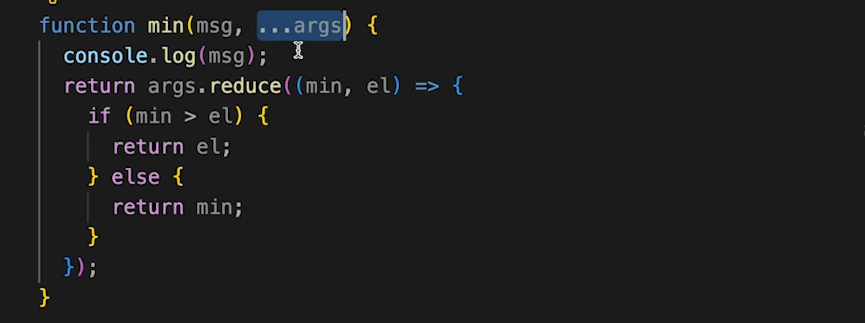 function min(msg, ...args) {
  console.log(msg);
  return args.reduce((min, el) => {
    if (min > el) {
      return el;
    } else {
      return min;
    }
  });
}